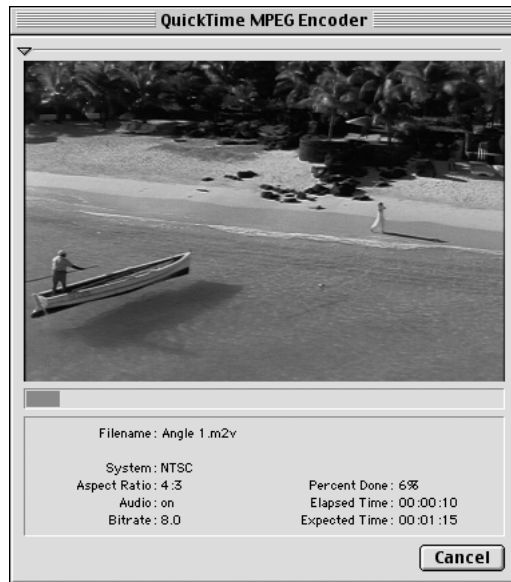 QuickTime MPEG Encoder
Filename: Angle 1.m2v
System: NTSC
Aspect Ratio: 4:3 Percent Done: 6%
Audio: on Elapsed Time: 00:00:10
Bitrate: 8.0 Expected Time: 00:01:15
Cancel